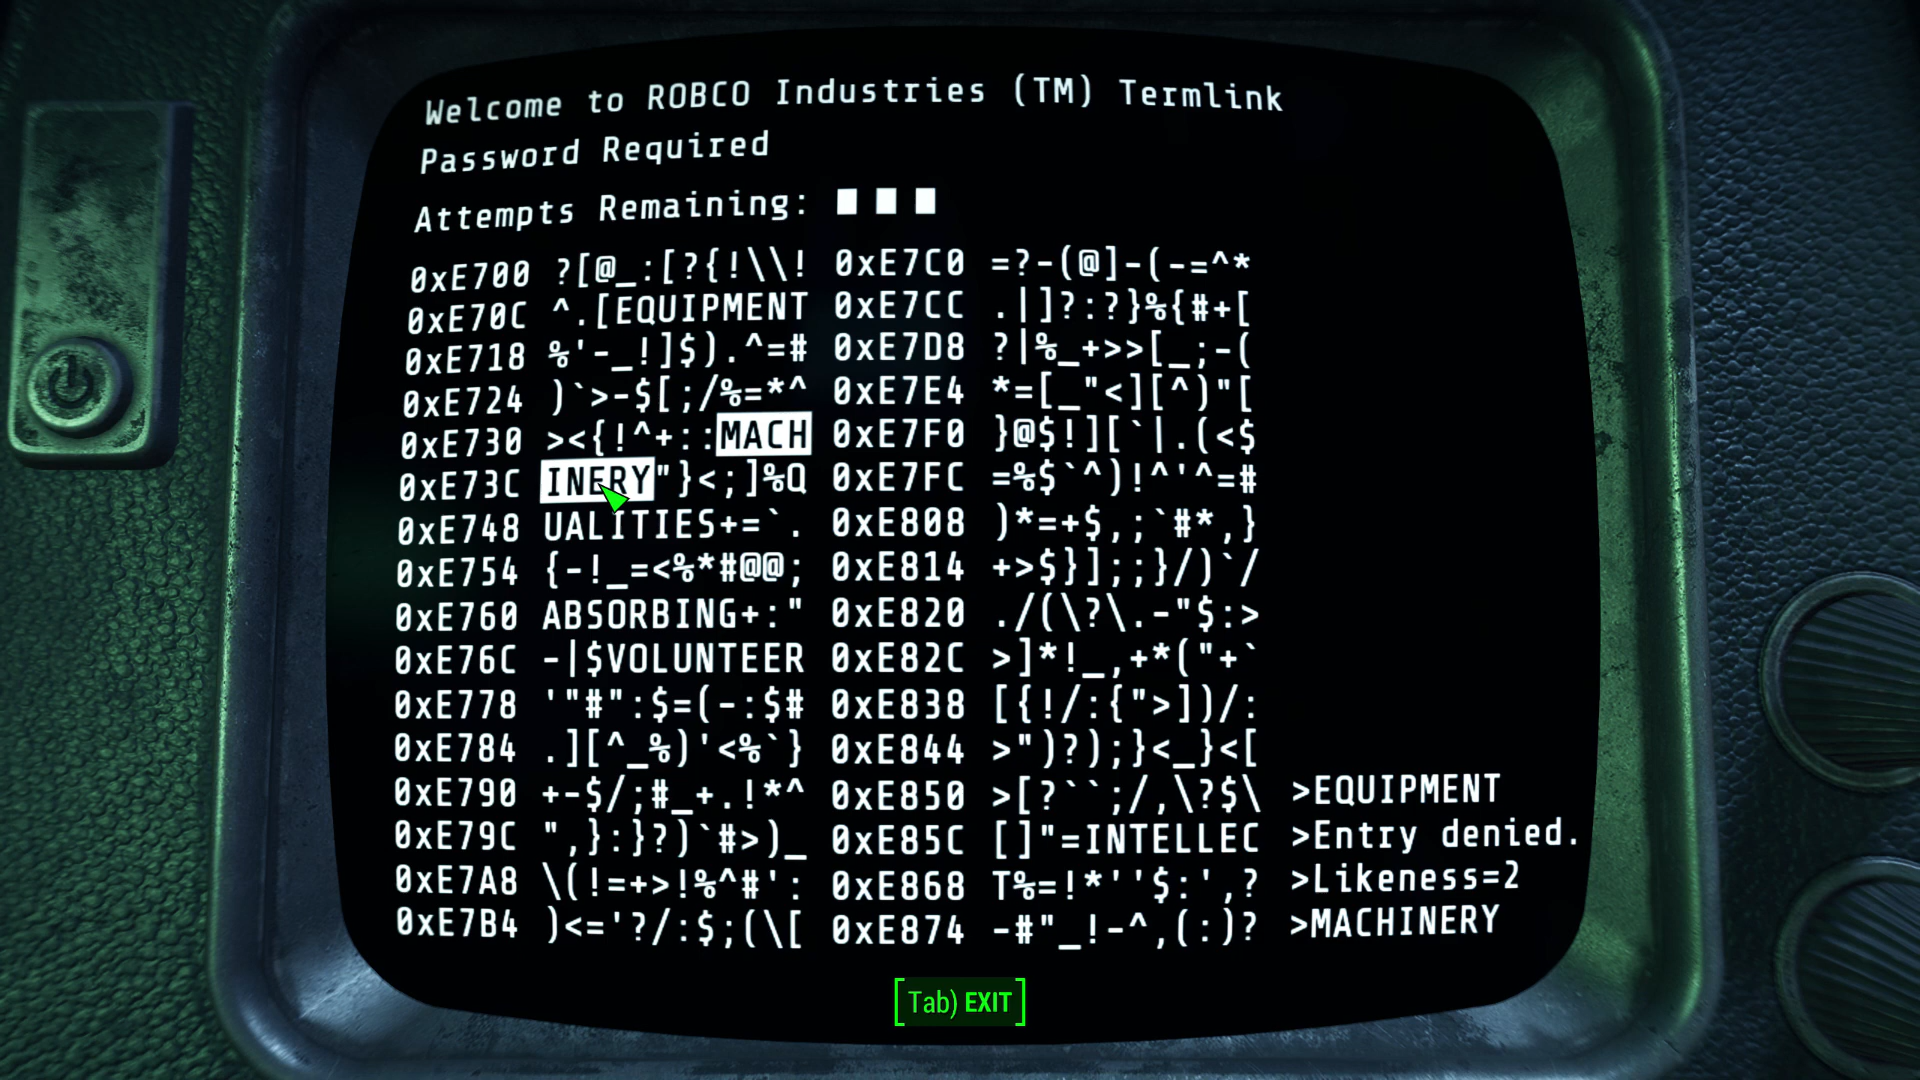 Welcome to ROBCO Industries (TM) Termlink
Password Required
Attempts Remaining: ■ ■ ■
0xE700 ?[@_:[?{!\\! 0xE7C0 =?-(@]-(-=^*
0xE70C ^.[EQUIPMENT 0xE7CC .|]?:?}%{#+[
0xE718 %'-_!]$).^=# 0xE7D8 ?|%_+>>[_;-(
0xE724 )`>-$[;/%=*^ 0xE7E4 *=[_"<][^)"[
0xE730 ><{!^+::MACH 0xE7F0 }@$!][`|.(<$
0xE73C INERY"}<;]%Q 0xE7FC =%$`^)!^'^=#
0xE748 UALITIES+=`. 0xE808 )*=+$,;`#*,}
0xE754 {-!_=<%*#@@; 0xE814 +>$}];;}/)`/
0xE760 ABSORBING+:" 0xE820 ./(\?\.-"$:>
0xE76C -|$VOLUNTEER 0xE82C >]*!_,+*("+`
0xE778 '"#":$=(-:$# 0xE838 [{!/:{">])/:
0xE784 .][^_%)'<%`} 0xE844 >")?);}<_}<[
0xE790 +-$/;#_+.!*^ 0xE850 >[?``;/,\?$\ >EQUIPMENT
0xE79C ",}:}?)`#>)_ 0xE85C []"=INTELLEC >Entry denied.
0xE7A8 \(!=+>!%^#': 0xE868 T%=!*''$:',? >Likeness=2
0xE7B4 )<='?/:$;(\[ 0xE874 -#"_!-^,(:)? >MACHINERY
Tab) EXIT